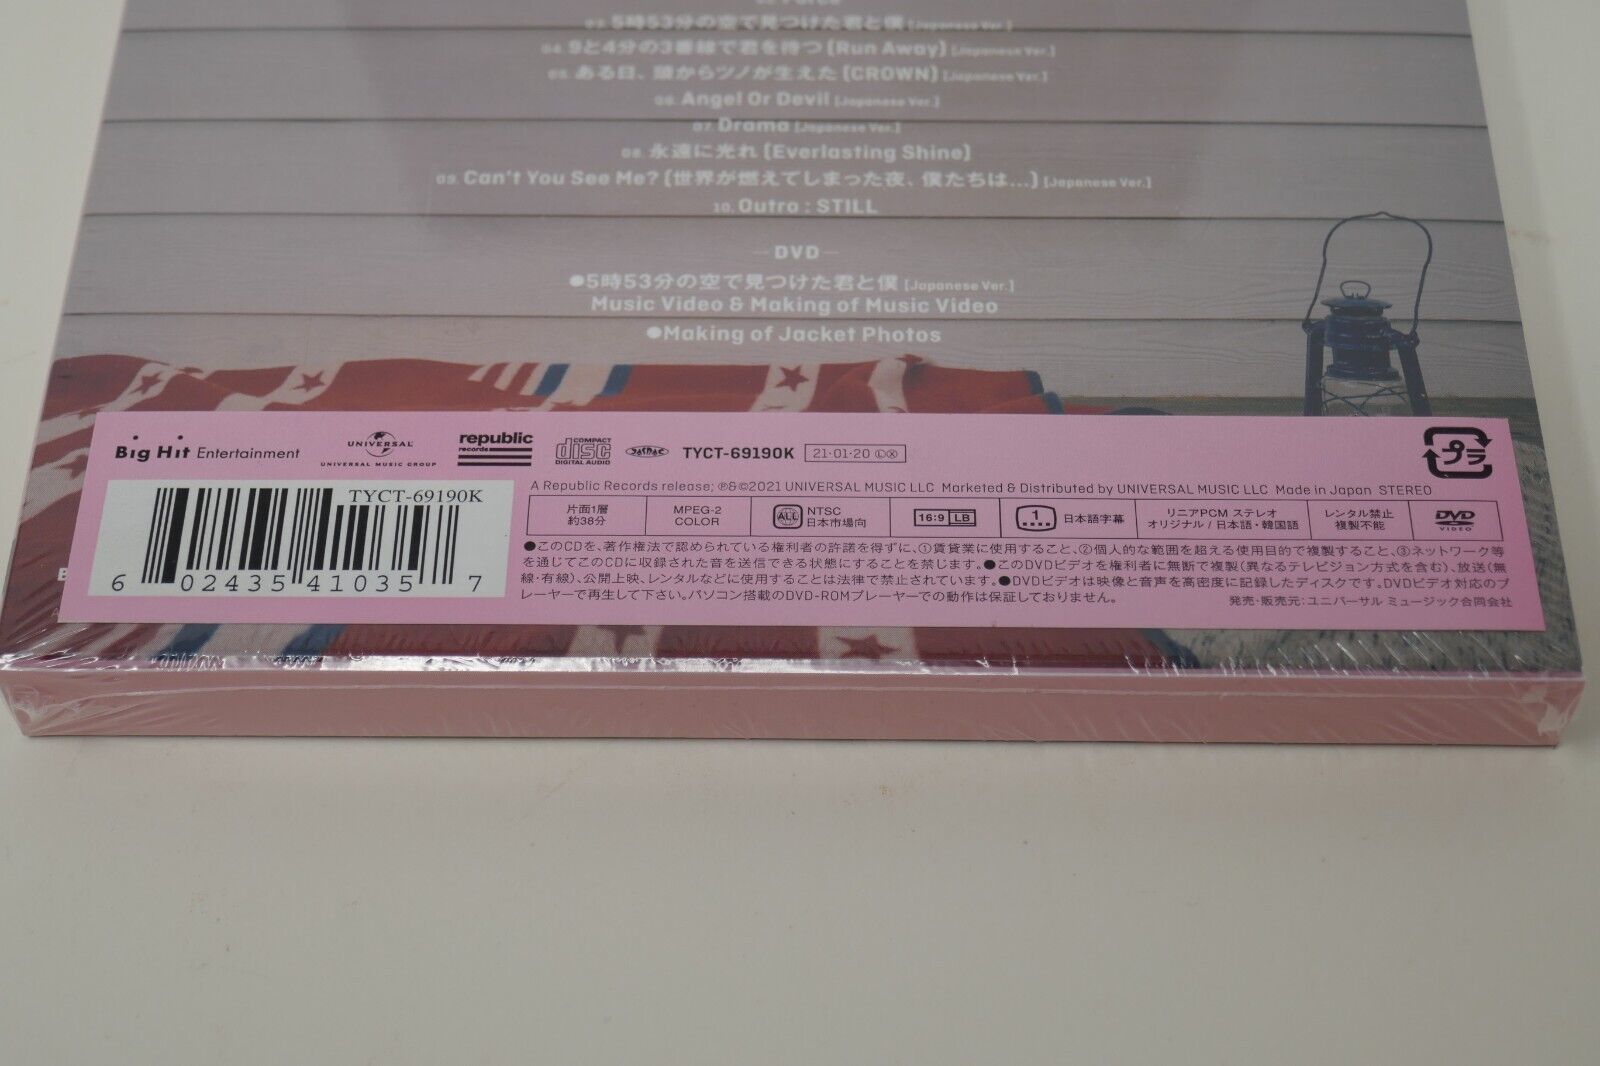 03. 5時53分の空で見つけた君と僕 [Japanese Ver.]
04. 9と4分の3番線で君を待つ (Run Away) [Japanese Ver.]
05. ある日、頭からツノが生えた (CROWN) [Japanese Ver.]
06. Angel Or Devil [Japanese Ver.]
07. Drama [Japanese Ver.]
08. 永遠に光れ (Everlasting Shine)
09. Can't You See Me? (世界が燃えてしまった夜、僕たちは...) [Japanese Ver.]
10. Outro : STILL
DVD
●5時53分の空で見つけた君と僕 [Japanese Ver.]
Music Video & Making of Music Video
●Making of Jacket Photos
Big Hit Entertainment
UNIVERSAL
UNIVERSAL MUSIC GROUP
republic
records
COMPACT
disc
DIGITAL AUDIO
JASRAC
TYCT-69190K
21·01·20 ⓁⓍ
プラ
A Republic Records release; ℗&©2021 UNIVERSAL MUSIC LLC Marketed & Distributed by UNIVERSAL MUSIC LLC Made in Japan STEREO
TYCT-69190K
6 02435 41035 7
片面1層
約38分
MPEG-2
COLOR
ALL
NTSC
日本市場向
16:9 LB
1
日本語字幕
リニアPCM ステレオ
オリジナル / 日本語・韓国語
レンタル禁止
複製不能
DVD
VIDEO
●このCDを、著作権法で認められている権利者の許諾を得ずに、①賃貸業に使用すること、②個人的な範囲を超える使用目的で複製すること、③ネットワーク等
を通じてこのCDに収録された音を送信できる状態にすることを禁じます。●このDVDビデオを権利者に無断で複製(異なるテレビジョン方式を含む)、放送(無
線・有線)、公開上映、レンタルなどに使用することは法律で禁止されています。●DVDビデオは映像と音声を高密度に記録したディスクです。DVDビデオ対応のプ
レーヤーで再生して下さい。パソコン搭載のDVD-ROMプレーヤーでの動作は保証しておりません。
発売・販売元：ユニバーサル ミュージック合同会社